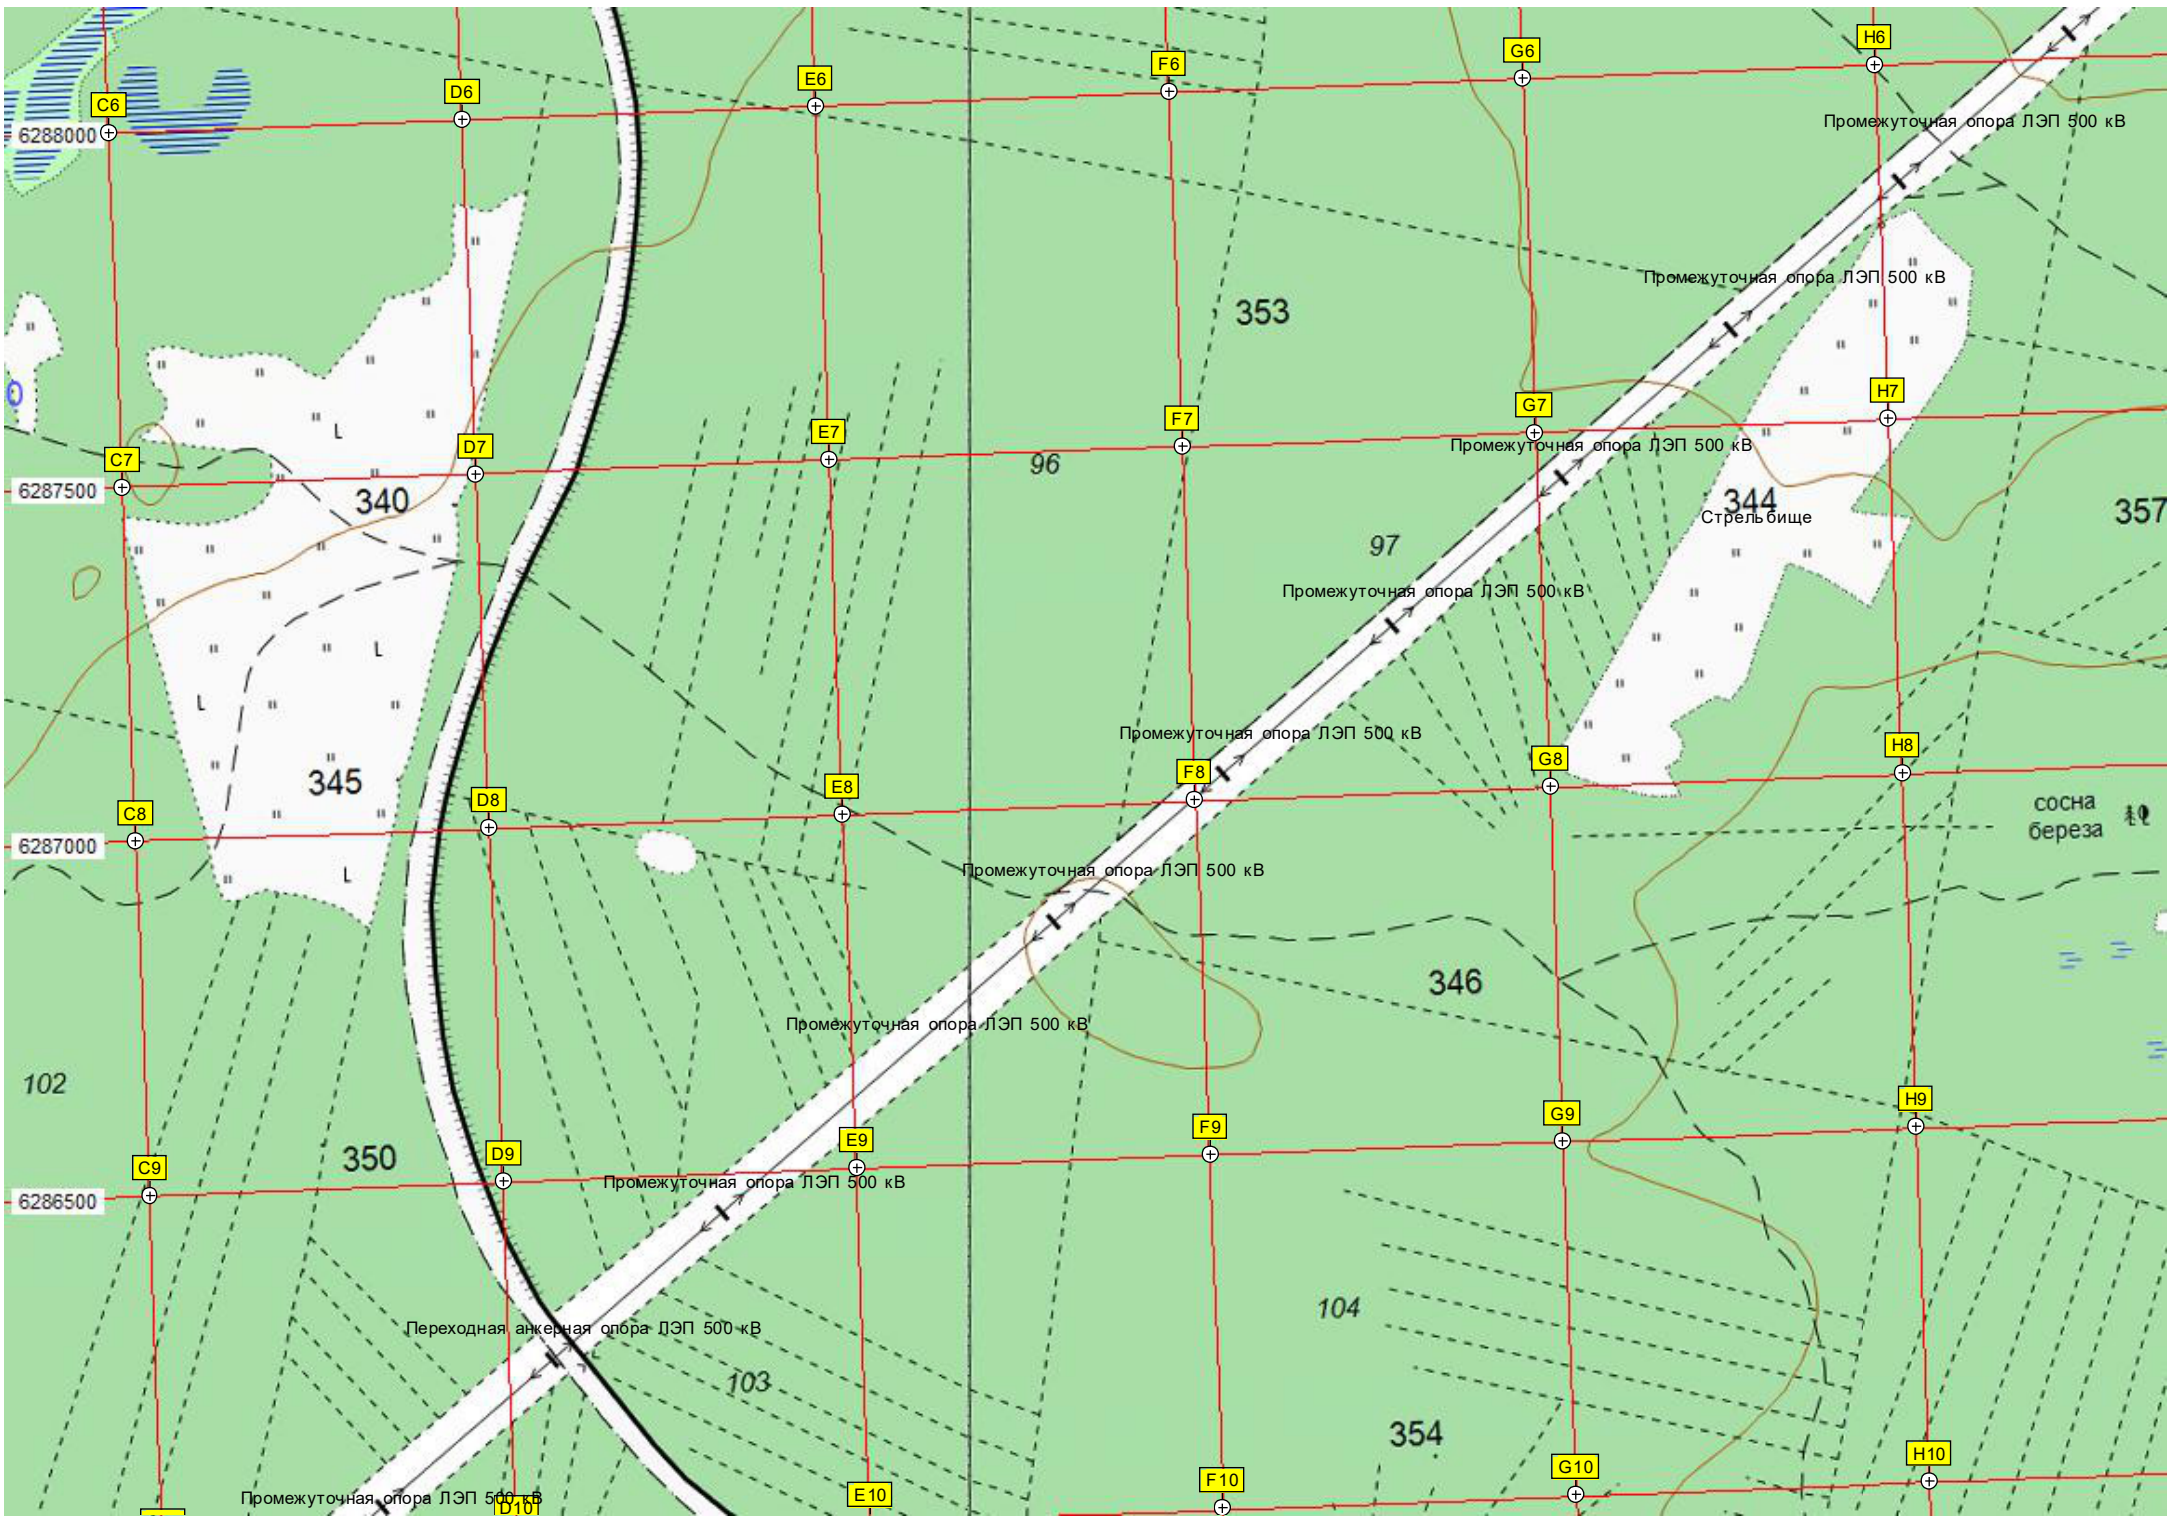 H6
G6
F6
E6
D6
C6
Промежуточная опора ЛЭП 500 кВ
6288000
Промежуточная опора ЛЭП 500 кВ
353
H7
G7
F7
E7
D7
C7
L
Промежуточная опора ЛЭП 500 кВ
96
6287500
340
344
Стрельбище
357
97
Промежуточная опора ЛЭП 500 кВ
L
L
Промежуточная опора ЛЭП 500 кВ
H8
G8
F8
E8
D8
C8
345
сосна
береза
6287000
L
Промежуточная опора ЛЭП 500 кВ
346
Промежуточная опора ЛЭП 500 кВ
102
H9
G9
F9
E9
D9
C9
350
Промежуточная опора ЛЭП 500 кВ
6286500
104
Переходная анкерная опора ЛЭП 500 кВ
103
354
H10
G10
F10
E10
D10
Промежуточная опора ЛЭП 500 кВ